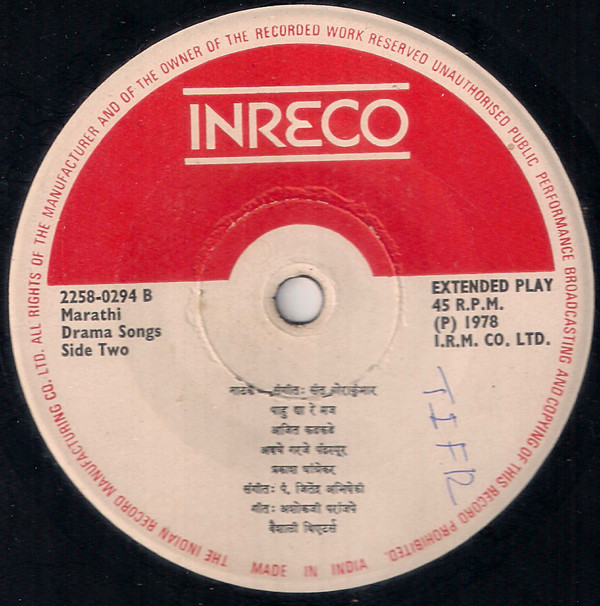 THE INDIAN RECORD MANUFACTURING CO. LTD. ALL RIGHTS OF THE MANUFACTURER AND OF THE OWNER OF THE RECORDED WORK RESERVED UNAUTHORISED PUBLIC PERFORMANCE BROADCASTING AND COPYING OF THIS RECORD PROHIBITED.
INRECO
2258-0294 B
Marathi
Drama Songs
Side Two
EXTENDED PLAY
45 R.P.M.
(P) 1978
I.R.M. CO. LTD.
नाटक - संगीत: संत गोराकुंभार
पाहु द्या रे मज
अजित कडकडे
अवघे गरजे पंढरपूर
प्रकाश घांग्रेकर
संगीत: पं. जितेंद्र अभिषेकी
गीत: अशोकजी परांजपे
वैशाली थिएटर्स
MADE IN INDIA